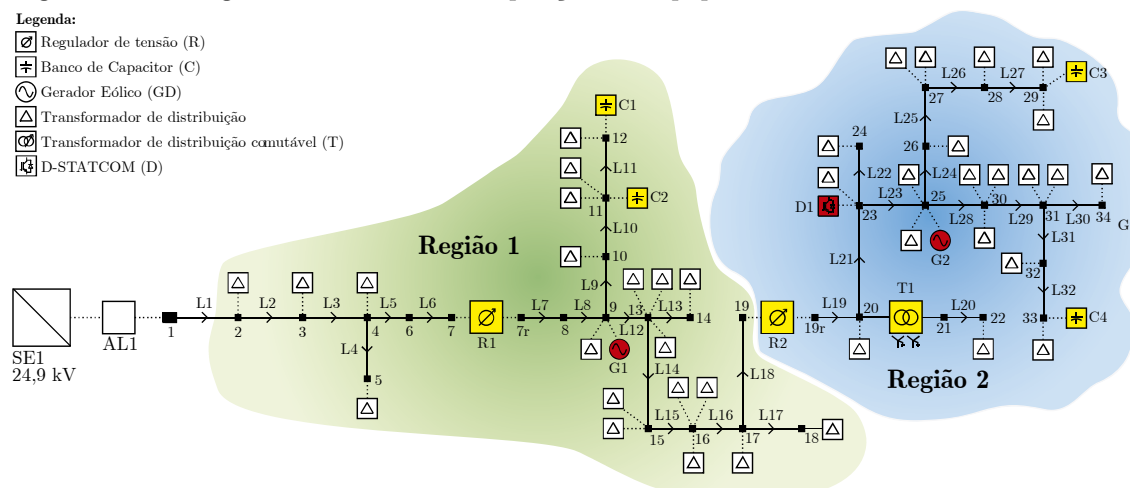 Legenda:
Regulador de tensão (R)
Banco de Capacitor (C)
Gerador Eólico (GD)
Transformador de distribuição
Transformador de distribuição comutável (T)
D-STATCOM (D)
SE1
24,9 kV
AL1
Região 1
Região 2
1
L1
2
L2
3
L3
4
L4
5
L5
6
L6
7
R1
7r
L7
8
L8
9
L9
10
L10
11
L11
12
C1
C2
G1
L12
13
L13
14
L14
15
L15
16
L16
17
L17
18
L18
19
R2
19r
L19
20
T1
21
L20
22
L21
23
D1
L22
24
L23
25
G2
L24
26
L25
27
L26
28
L27
29
C3
L28
30
L29
31
L30
34
G
L31
32
L32
33
C4